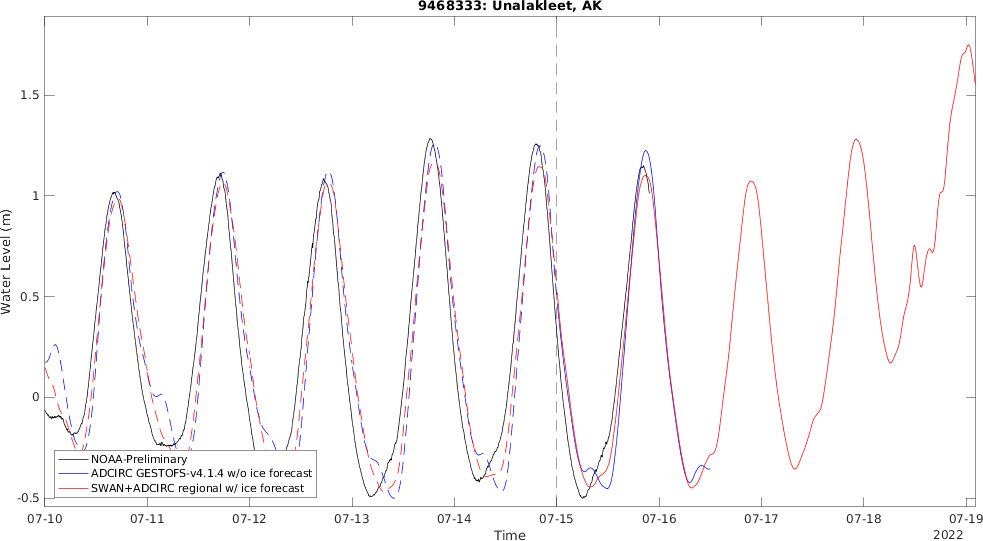 9468333: Unalakleet, AK
Water Level (m)
1.5
1
0.5
0
-0.5
NOAA-Preliminary
ADCIRC GESTOFS-v4.1.4 w/o ice forecast
SWAN+ADCIRC regional w/ ice forecast
07-10 07-11 07-12 07-13 07-14 07-15 07-16 07-17 07-18 07-19
Time
2022